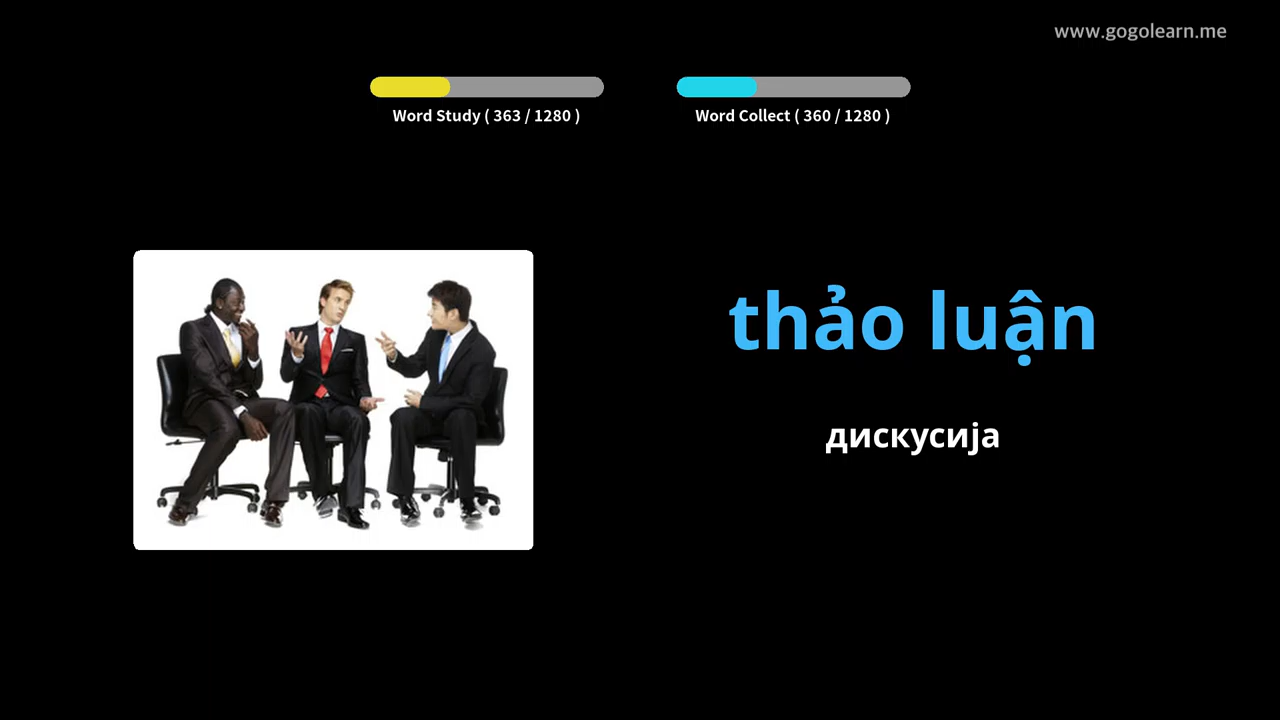 www.gogolearn.me
Word Study ( 363 / 1280 )
Word Collect ( 360 / 1280 )
thảo luận
дискусија